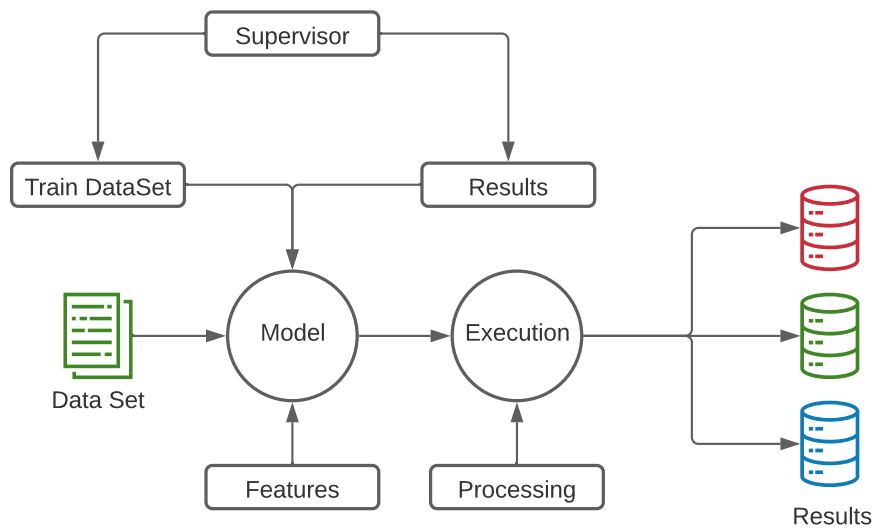 Supervisor
Train DataSet
Results
Model
Execution
Data Set
Features
Processing
Results